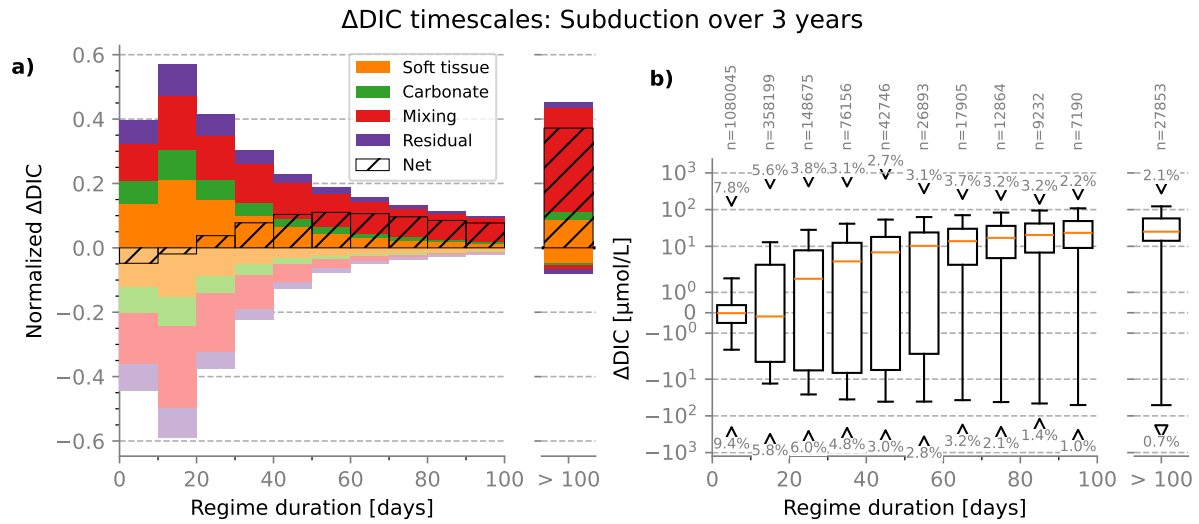 ΔDIC timescales: Subduction over 3 years
a)
Normalized ΔDIC
0.6
0.4
0.2
0.0
−0.2
−0.4
−0.6
Soft tissue
Carbonate
Mixing
Residual
Net
0 20 40 60 80 100 > 100
Regime duration [days]
b)
n=1080045
n=358199
n=148675
n=76156
n=42746
n=26893
n=17905
n=12864
n=9232
n=7190
n=27853
ΔDIC [μmol/L]
10³
10²
10¹
10⁰
0
−10⁰
−10¹
−10²
−10³
7.8% 5.6% 3.8% 3.1% 2.7% 3.1% 3.7% 3.2% 3.2% 2.2% 2.1%
9.4% 5.8% 6.0% 4.8% 3.0% 2.8% 3.2% 2.1% 1.4% 1.0% 0.7%
0 20 40 60 80 100 > 100
Regime duration [days]